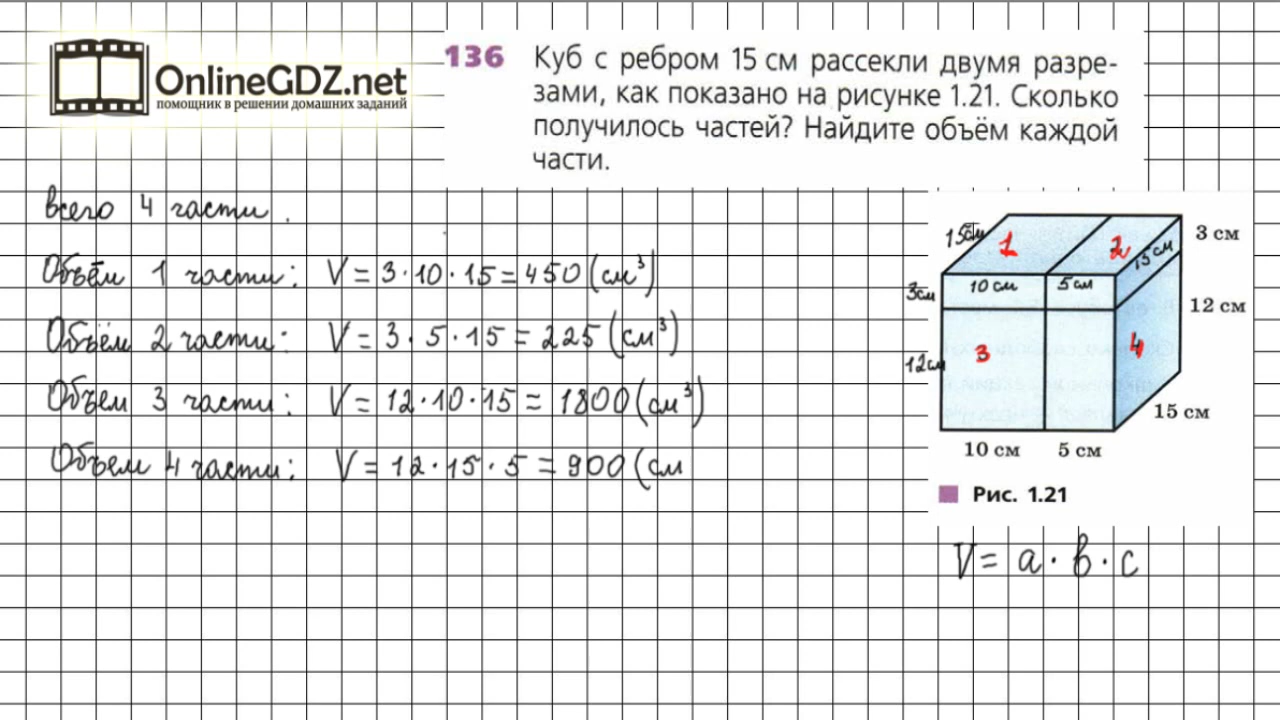 OnlineGDZ.net
помощник в решении домашних заданий
136 Куб с ребром 15 см рассекли двумя разре-
зами, как показано на рисунке 1.21. Сколько
получилось частей? Найдите объём каждой
части.
всего 4 части.
Объём 1 части: V = 3·10·15 = 450 (см³)
Объём 2 части: V = 3·5·15 = 225 (см³)
Объем 3 части: V = 12·10·15 = 1800 (см³)
Объем 4 части: V = 12·15·5 = 900 (см
15см 1 2 15 см 3 см
3см 10 см 5 см
12 см
12см 3 4
15 см
10 см 5 см
Рис. 1.21
V = a·b·c